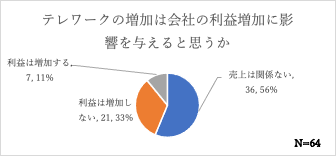 テレワークの増加は会社の利益増加に影
響を与えると思うか
利益は増加する,
7, 11%
売上は関係ない,
36, 56%
利益は増加し
ない, 21, 33%
N=64